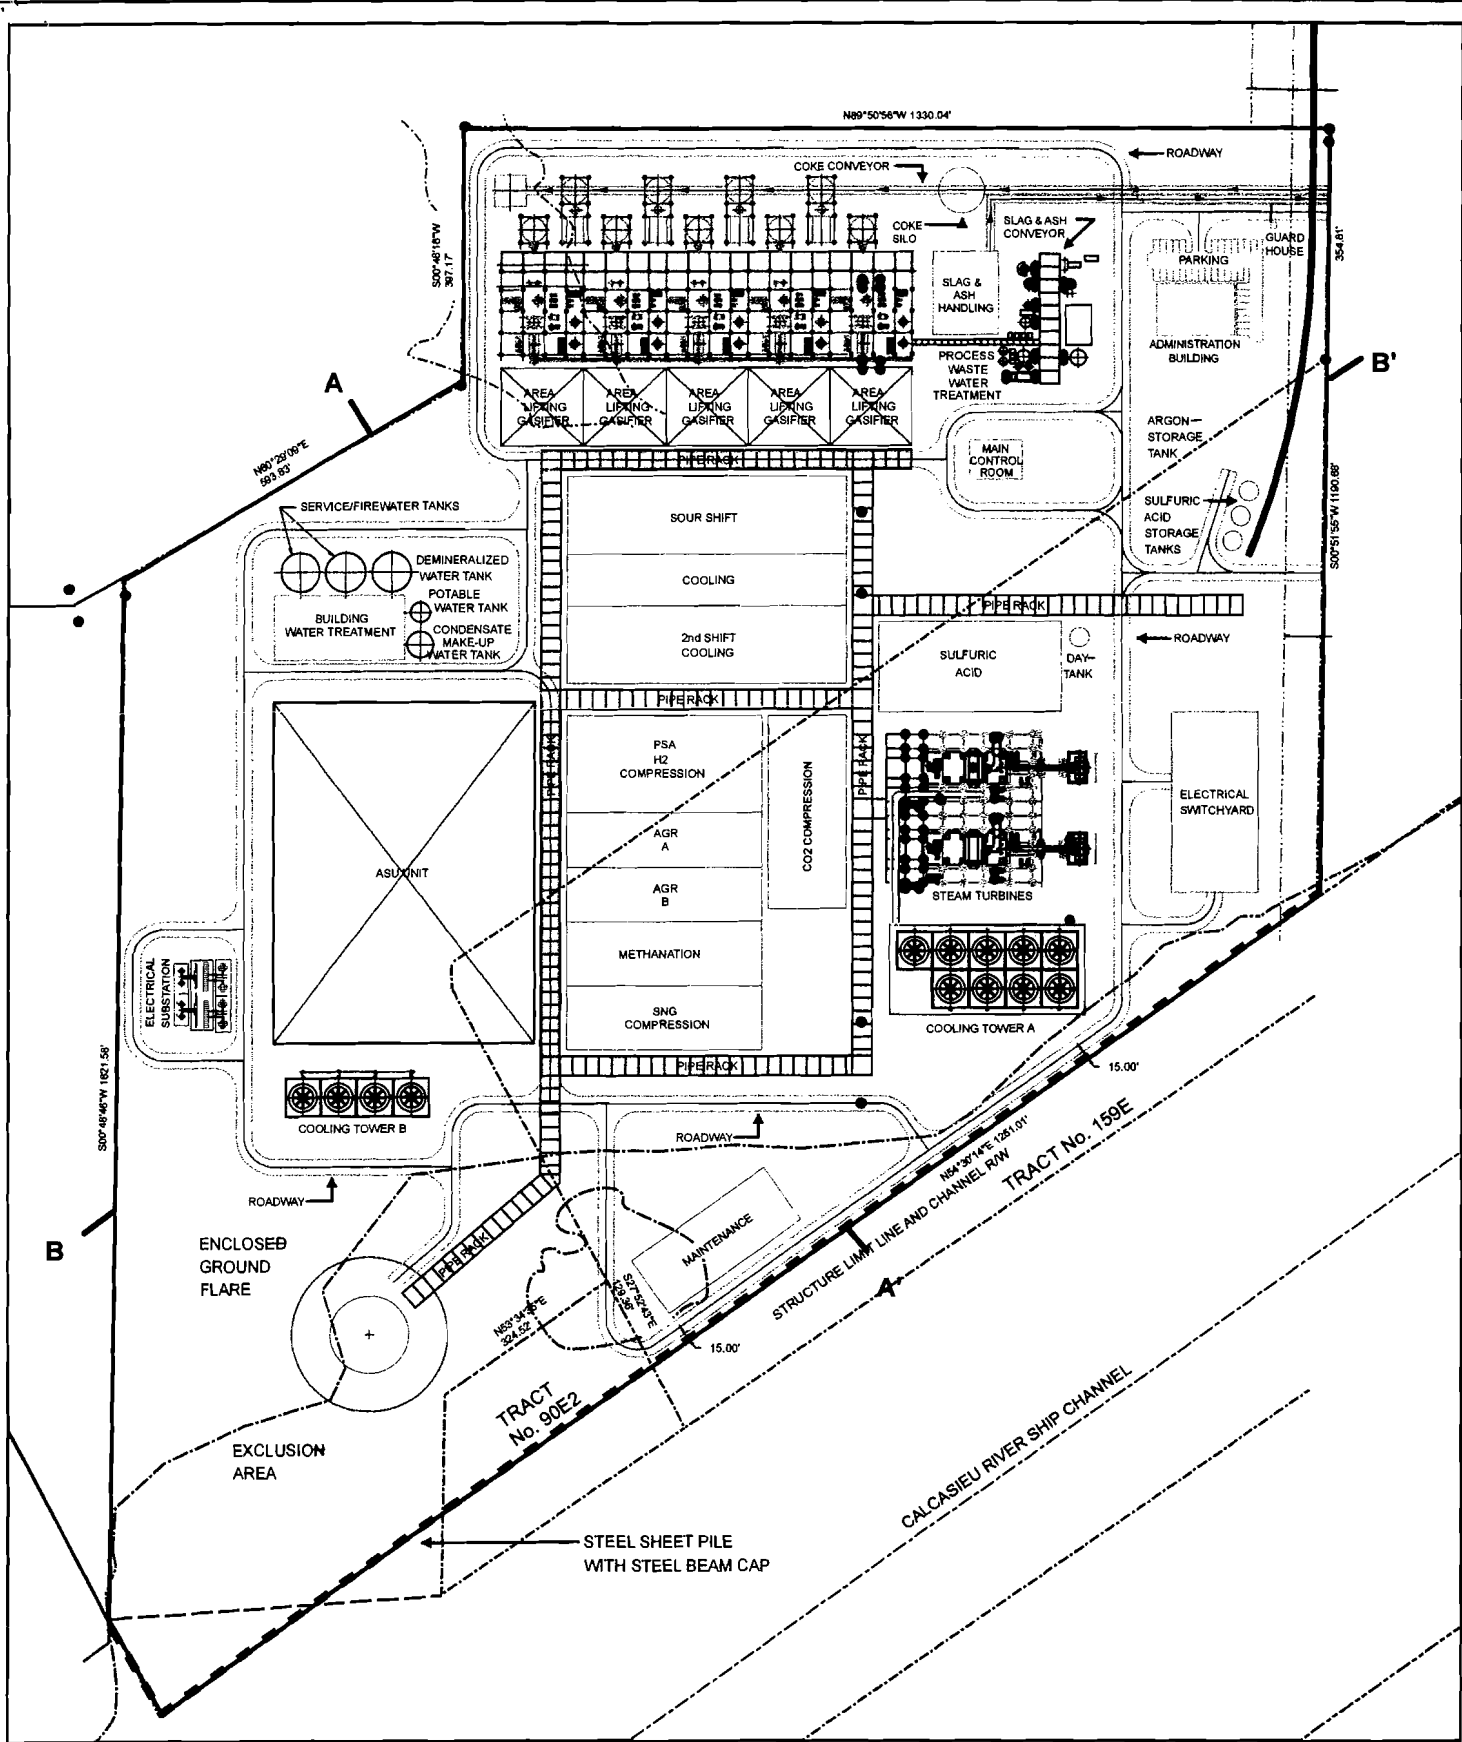 N89°50'56"W 1330.04'
ROADWAY
COKE CONVEYOR
COKE
SILO
SLAG & ASH
CONVEYOR
GUARD
HOUSE
PARKING
354.81'
S00°48'18"W
397.17'
SLAG &
ASH
HANDLING
ADMINISTRATION
BUILDING
PROCESS
WASTE
WATER
TREATMENT
B'
A
AREA
LIFTING
GASIFIER
AREA
LIFTING
GASIFIER
AREA
LIFTING
GASIFIER
AREA
LIFTING
GASIFIER
AREA
LIFTING
GASIFIER
ARGON
STORAGE
TANK
N60°29'09"E
593.83'
PIPE RACK
MAIN
CONTROL
ROOM
SERVICE/FIREWATER TANKS
SOUR SHIFT
SULFURIC
ACID
STORAGE
TANKS
S00°51'55"W 1190.68'
DEMINERALIZED
WATER TANK
COOLING
POTABLE
WATER TANK
BUILDING
WATER TREATMENT
CONDENSATE
MAKE-UP
WATER TANK
PIPE RACK
2nd SHIFT
COOLING
ROADWAY
SULFURIC
ACID
DAY
TANK
PIPE RACK
PSA
H2
COMPRESSION
PIPE RACK
CO2 COMPRESSION
PIPE RACK
ELECTRICAL
SWITCHYARD
AGR
A
ASU UNIT
AGR
B
STEAM TURBINES
METHANATION
ELECTRICAL
SUBSTATION
SNG
COMPRESSION
COOLING TOWER A
PIPE RACK
15.00'
S00°48'46"W 1621.58'
COOLING TOWER B
ROADWAY
N54°30'14"E 1251.01'
STRUCTURE LIMIT LINE AND CHANNEL R/W
TRACT No. 159E
ROADWAY
B
ENCLOSED
GROUND
FLARE
PIPE RACK
MAINTENANCE
A'
S27°52'43"E
129.36'
324.52'
15.00'
TRACT
No. 90E2
CALCASIEU RIVER SHIP CHANNEL
EXCLUSION
AREA
STEEL SHEET PILE
WITH STEEL BEAM CAP